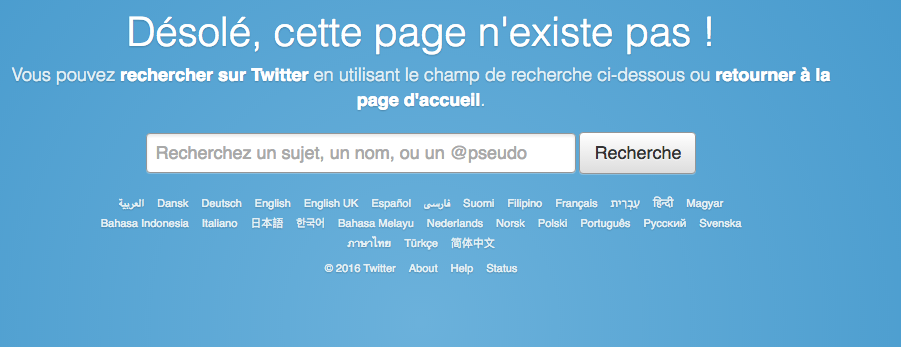 Désolé, cette page n'existe pas !
Vous pouvez rechercher sur Twitter en utilisant le champ de recherche ci-dessous ou retourner à la
page d'accueil.
Recherchez un sujet, un nom, ou un @pseudo Recherche
العربية Dansk Deutsch English English UK Español فارسی Suomi Filipino Français עִבְרִית हिन्दी Magyar
Bahasa Indonesia Italiano 日本語 한국어 Bahasa Melayu Nederlands Norsk Polski Português Русский Svenska
ภาษาไทย Türkçe 简体中文
© 2016 Twitter About Help Status